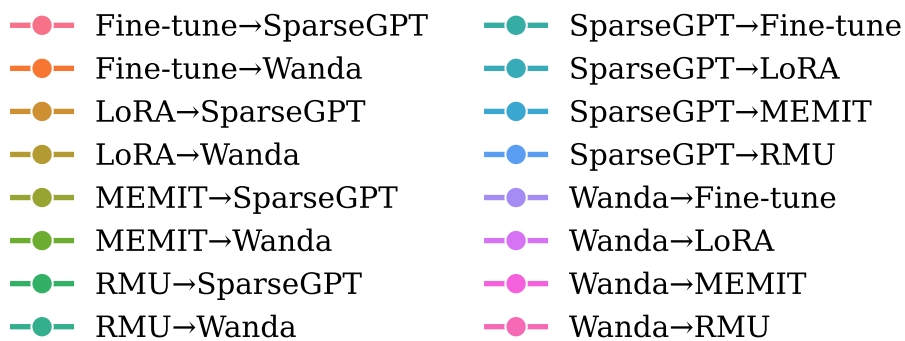 Fine-tune→SparseGPT
Fine-tune→Wanda
LoRA→SparseGPT
LoRA→Wanda
MEMIT→SparseGPT
MEMIT→Wanda
RMU→SparseGPT
RMU→Wanda
SparseGPT→Fine-tune
SparseGPT→LoRA
SparseGPT→MEMIT
SparseGPT→RMU
Wanda→Fine-tune
Wanda→LoRA
Wanda→MEMIT
Wanda→RMU